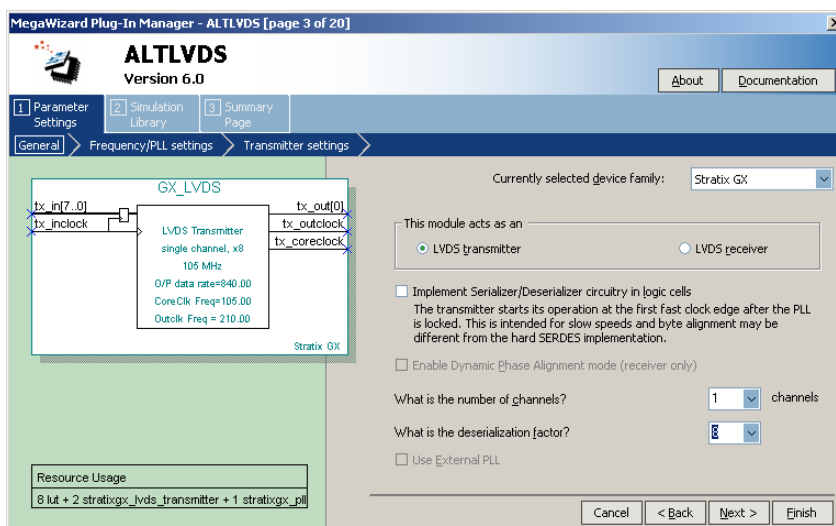 MegaWizard Plug-In Manager - ALTLVDS [page 3 of 20]
ALTLVDS
Version 6.0
About
Documentation
1 Parameter Settings
2 Simulation Library
3 Summary Page
General
Frequency/PLL settings
Transmitter settings
GX_LVDS
tx_in[7..0]
tx_inclock
tx_out[0]
tx_outclock
tx_coreclock
LVDS Transmitter
single channel, x8
105 MHz
O/P data rate=840.00
CoreClk Freq=105.00
Outclk Freq = 210.00
Stratix GX
Resource Usage
8 lut + 2 stratixgx_lvds_transmitter + 1 stratixgx_pll
Currently selected device family:
Stratix GX
This module acts as an
LVDS transmitter
LVDS receiver
Implement Serializer/Deserializer circuitry in logic cells
The transmitter starts its operation at the first fast clock edge after the PLL
is locked. This is intended for slow speeds and byte alignment may be
different from the hard SERDES implementation.
Enable Dynamic Phase Alignment mode (receiver only)
What is the number of channels?
1
channels
What is the deserialization factor?
8
Use External PLL
Cancel
< Back
Next >
Finish